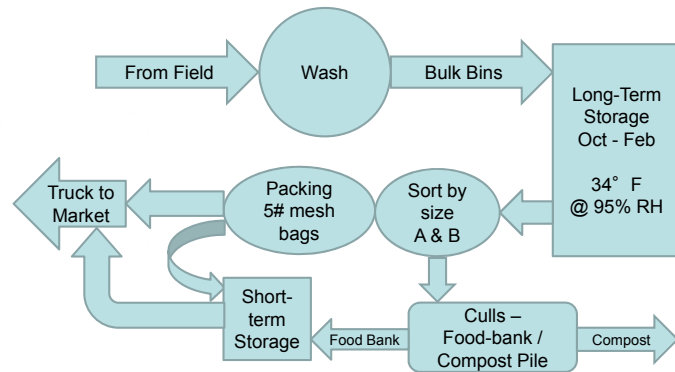 From Field
Wash
Bulk Bins
Long-Term
Storage
Oct - Feb
34° F
@ 95% RH
Truck to
Market
Packing
5# mesh
bags
Sort by
size
A & B
Short-
term
Storage
Food Bank
Culls –
Food-bank /
Compost Pile
Compost